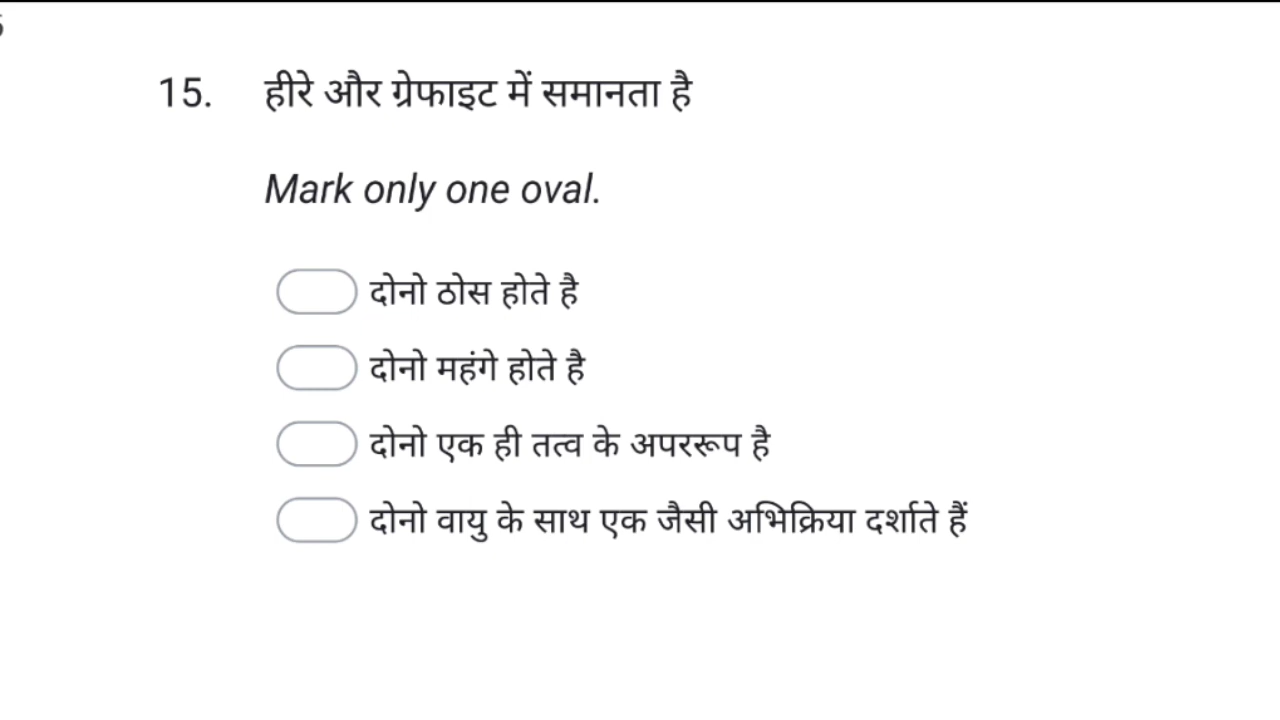 15. हीरे और ग्रेफाइट में समानता है
Mark only one oval.
दोनो ठोस होते है
दोनो महंगे होते है
दोनो एक ही तत्व के अपररूप है
दोनो वायु के साथ एक जैसी अभिक्रिया दर्शाते हैं